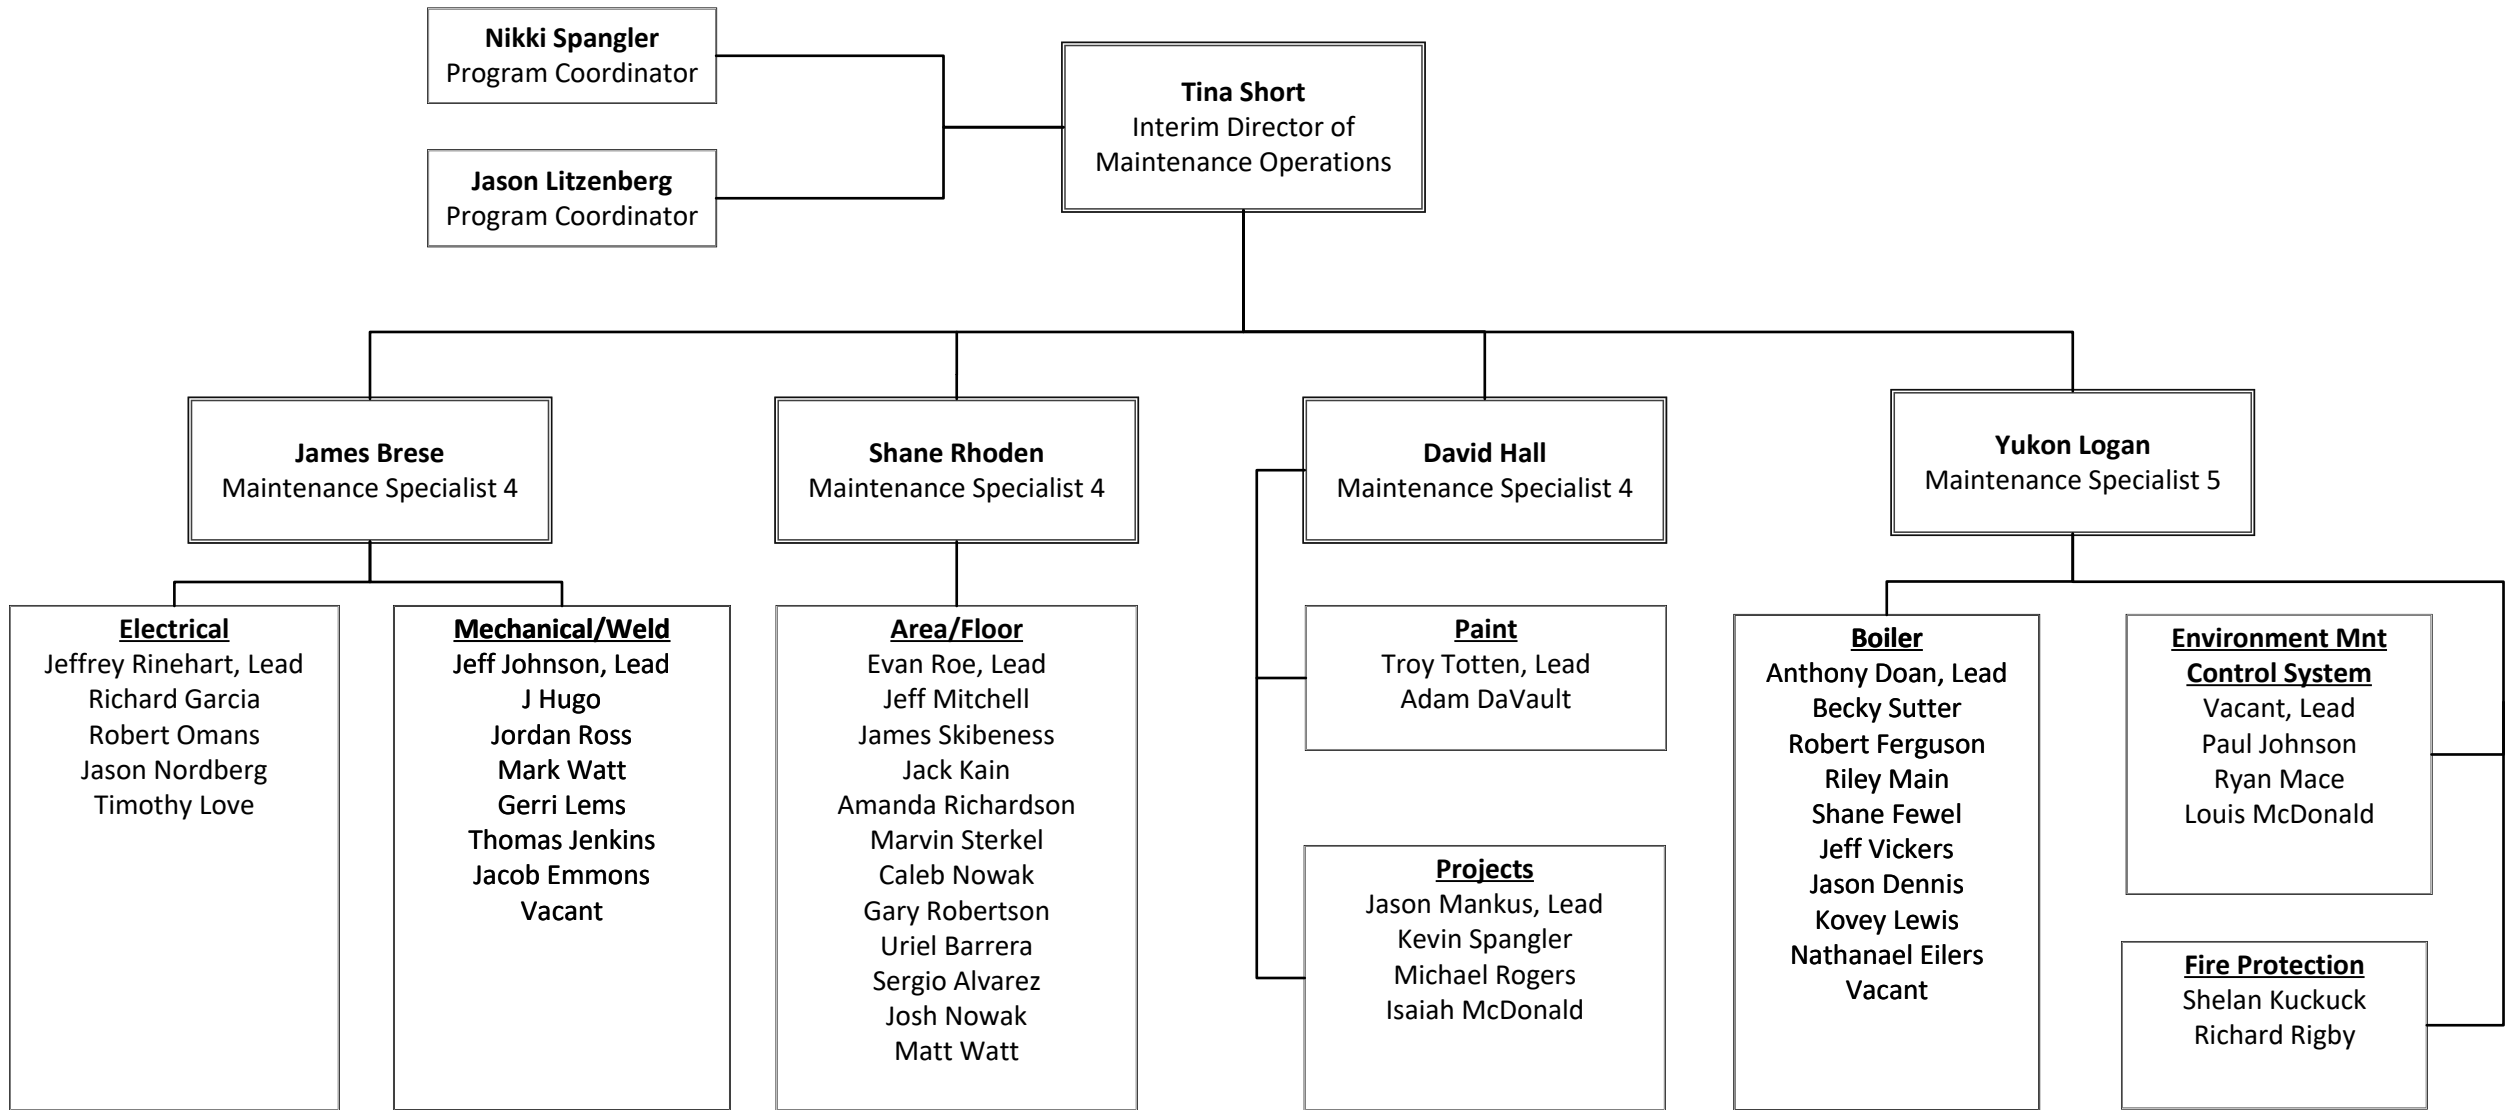 Nikki Spangler
Program Coordinator
Jason Litzenberg
Program Coordinator
Tina Short
Interim Director of
Maintenance Operations
James Brese
Maintenance Specialist 4
Shane Rhoden
Maintenance Specialist 4
David Hall
Maintenance Specialist 4
Yukon Logan
Maintenance Specialist 5
Electrical
Jeffrey Rinehart, Lead
Richard Garcia
Robert Omans
Jason Nordberg
Timothy Love
Mechanical/Weld
Jeff Johnson, Lead
J Hugo
Jordan Ross
Mark Watt
Gerri Lems
Thomas Jenkins
Jacob Emmons
Vacant
Area/Floor
Evan Roe, Lead
Jeff Mitchell
James Skibeness
Jack Kain
Amanda Richardson
Marvin Sterkel
Caleb Nowak
Gary Robertson
Uriel Barrera
Sergio Alvarez
Josh Nowak
Matt Watt
Paint
Troy Totten, Lead
Adam DaVault
Projects
Jason Mankus, Lead
Kevin Spangler
Michael Rogers
Isaiah McDonald
Boiler
Anthony Doan, Lead
Becky Sutter
Robert Ferguson
Riley Main
Shane Fewel
Jeff Vickers
Jason Dennis
Kovey Lewis
Nathanael Eilers
Vacant
Environment Mnt
Control System
Vacant, Lead
Paul Johnson
Ryan Mace
Louis McDonald
Fire Protection
Shelan Kuckuck
Richard Rigby